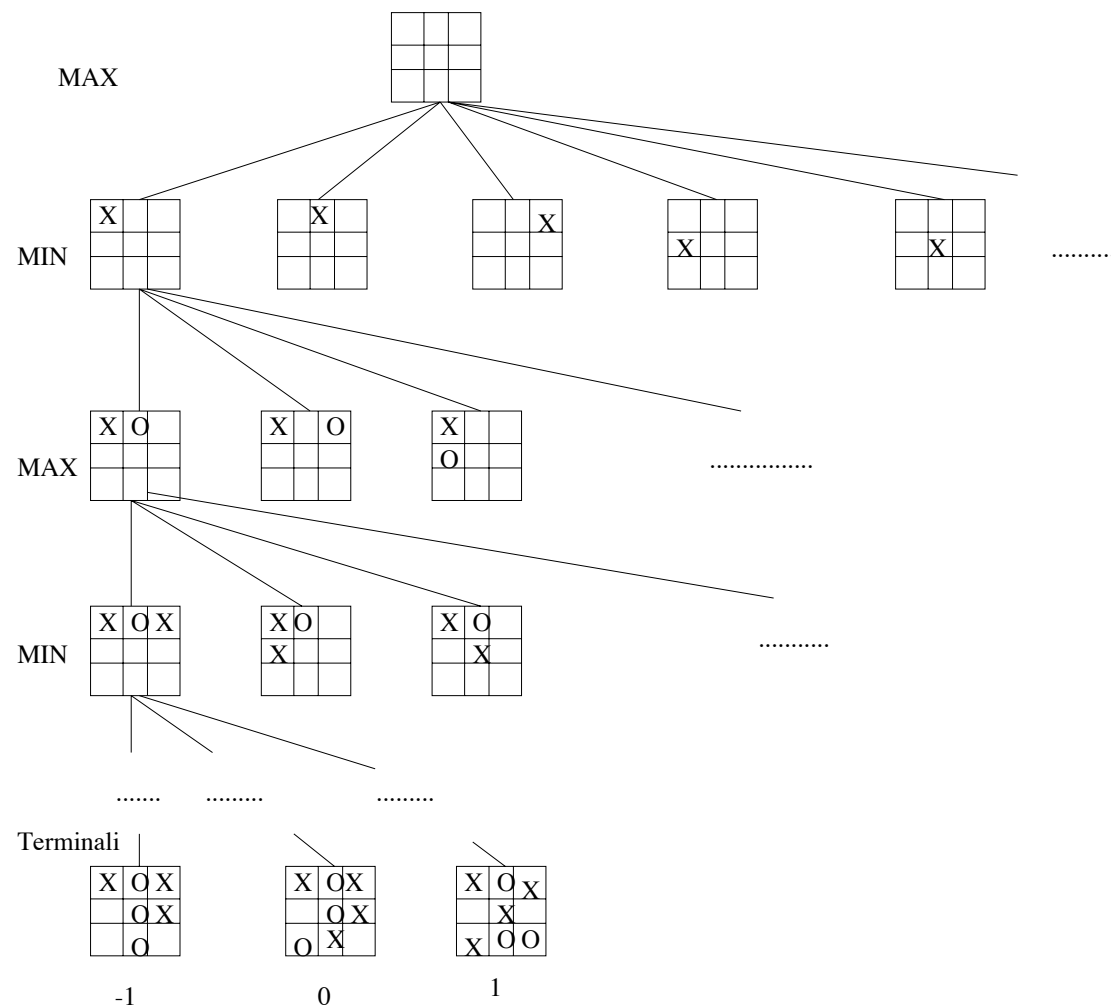 MAX
X X X
MIN X X .........
X O X O X
MAX O ................
X O X X O X O
MIN X X ...........
....... ......... .........
Terminali
X O X X O X X O X
O X O X X
O O X X O O
-1 0 1